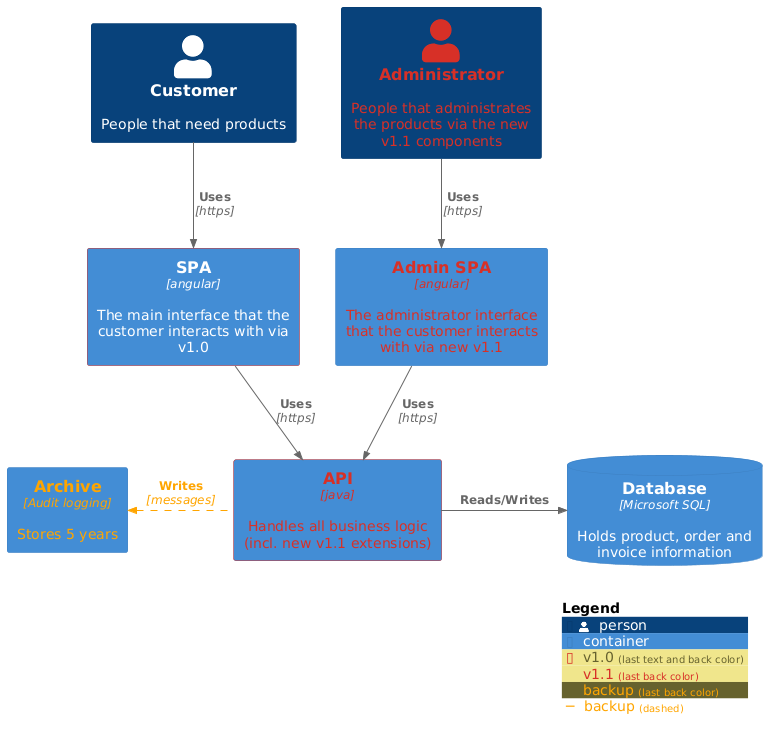 Customer
People that need products
Administrator
People that administrates
the products via the new
v1.1 components
Uses
[https]
Uses
[https]
SPA
[angular]
The main interface that the
customer interacts with via
v1.0
Admin SPA
[angular]
The administrator interface
that the customer interacts
with via new v1.1
Uses
[https]
Uses
[https]
Archive
[Audit logging]
Stores 5 years
Writes
[messages]
API
[java]
Handles all business logic
(incl. new v1.1 extensions)
Reads/Writes
Database
[Microsoft SQL]
Holds product, order and
invoice information
Legend
person
container
v1.0 (last text and back color)
v1.1 (last back color)
backup (last back color)
backup (dashed)